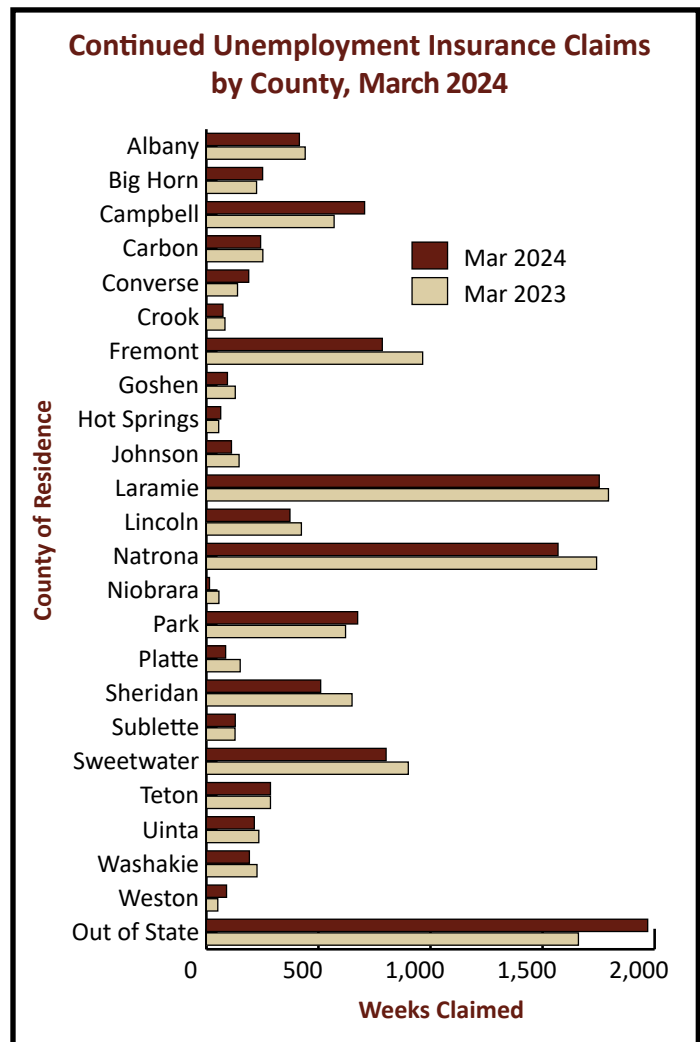 Continued Unemployment Insurance Claims
by County, March 2024
Albany
Big Horn
Campbell
Carbon
Mar 2024
Converse
Mar 2023
Crook
Fremont
Goshen
Hot Springs
Johnson
Laramie
Lincoln
Natrona
Niobrara
Park
Platte
Sheridan
Sublette
Sweetwater
Teton
Uinta
Washakie
Weston
Out of State
County of Residence
0 500 1,000 1,500 2,000
Weeks Claimed